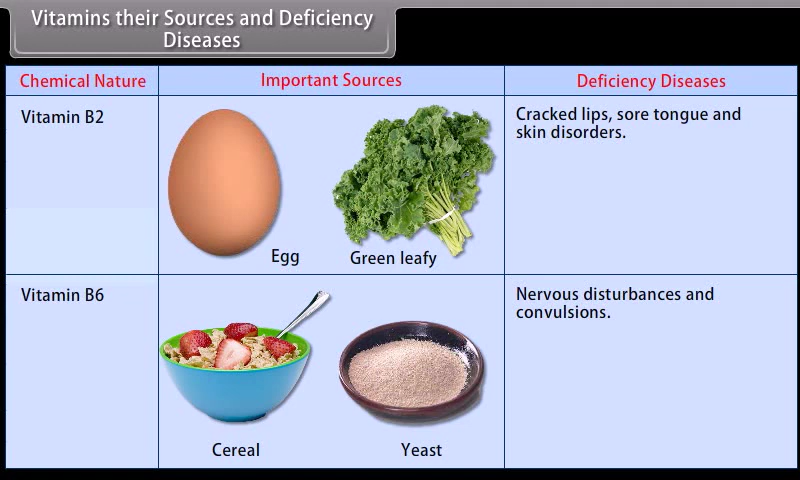 Vitamins their Sources and Deficiency
Diseases
Chemical Nature
Important Sources
Deficiency Diseases
Vitamin B2
Egg
Green leafy
Cracked lips, sore tongue and
skin disorders.
Vitamin B6
Cereal
Yeast
Nervous disturbances and
convulsions.